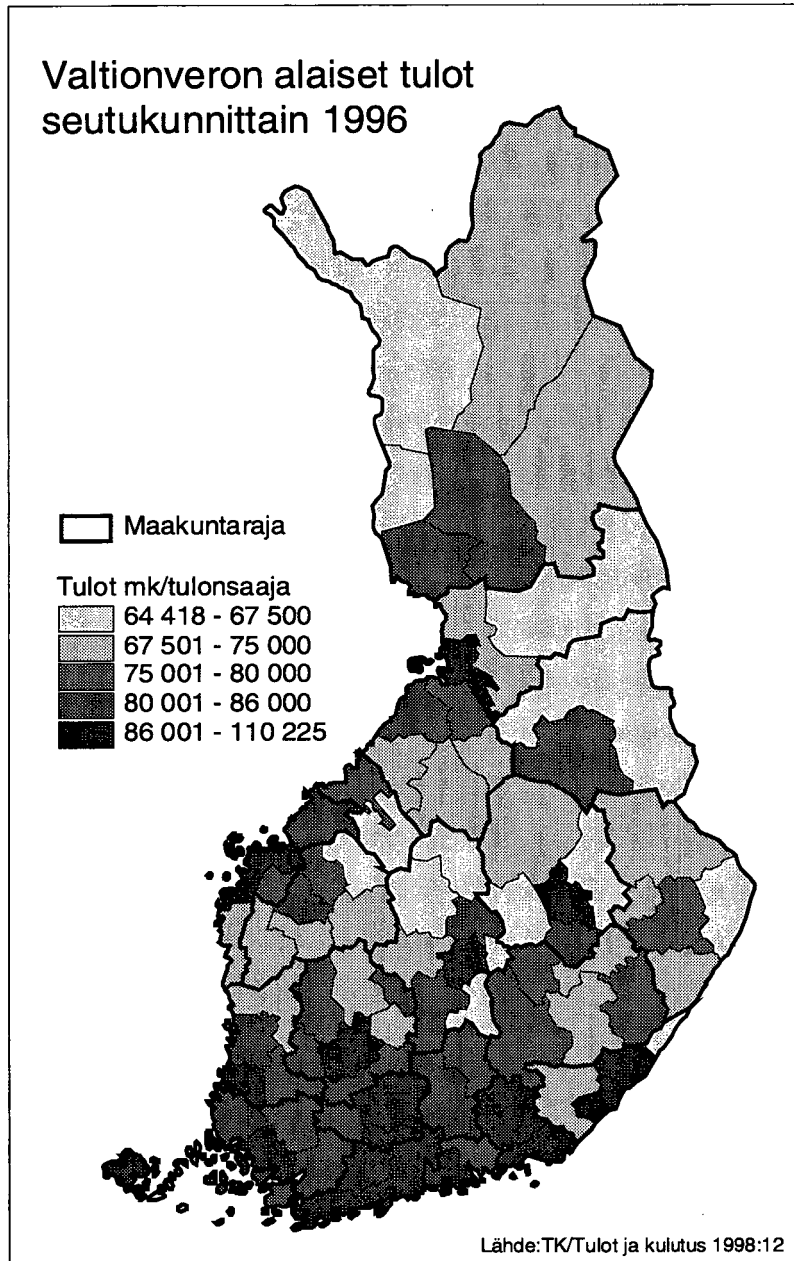 Valtionveron alaiset tulot
seutukunnittain 1996
Maakuntaraja
Tulot mk/tulonsaaja
64 418 - 67 500
67 501 - 75 000
75 001 - 80 000
80 001 - 86 000
86 001 - 110 225
Lähde:TK/Tulot ja kulutus 1998:12